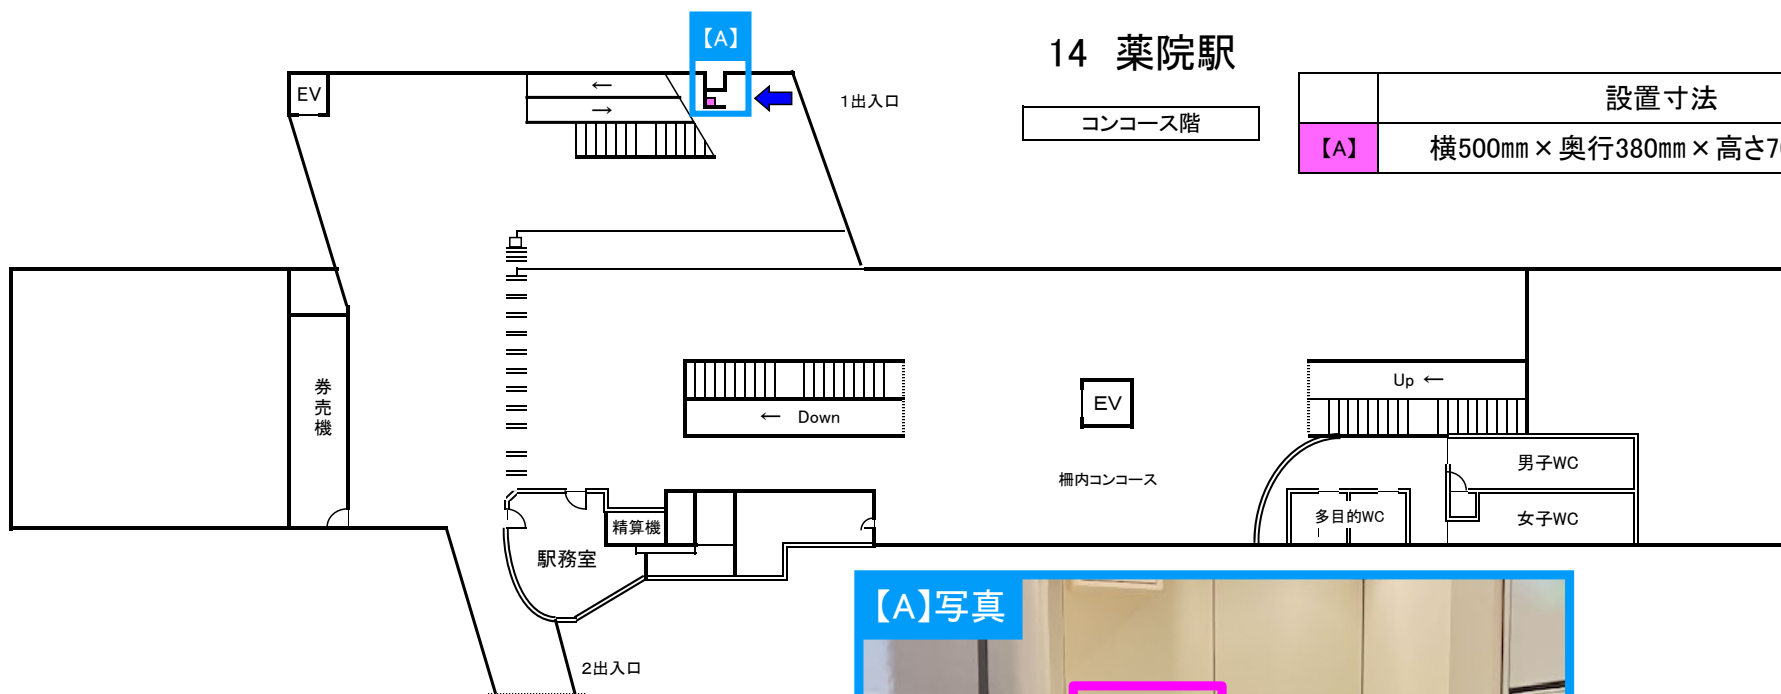 【A】
14 薬院駅
EV
←
→
1出入口
コンコース階
設置寸法
【A】
横500mm×奥行380mm×高さ7
券売機
← Down
EV
Up ←
柵内コンコース
男子WC
多目的WC
女子WC
精算機
駅務室
【A】写真
2出入口